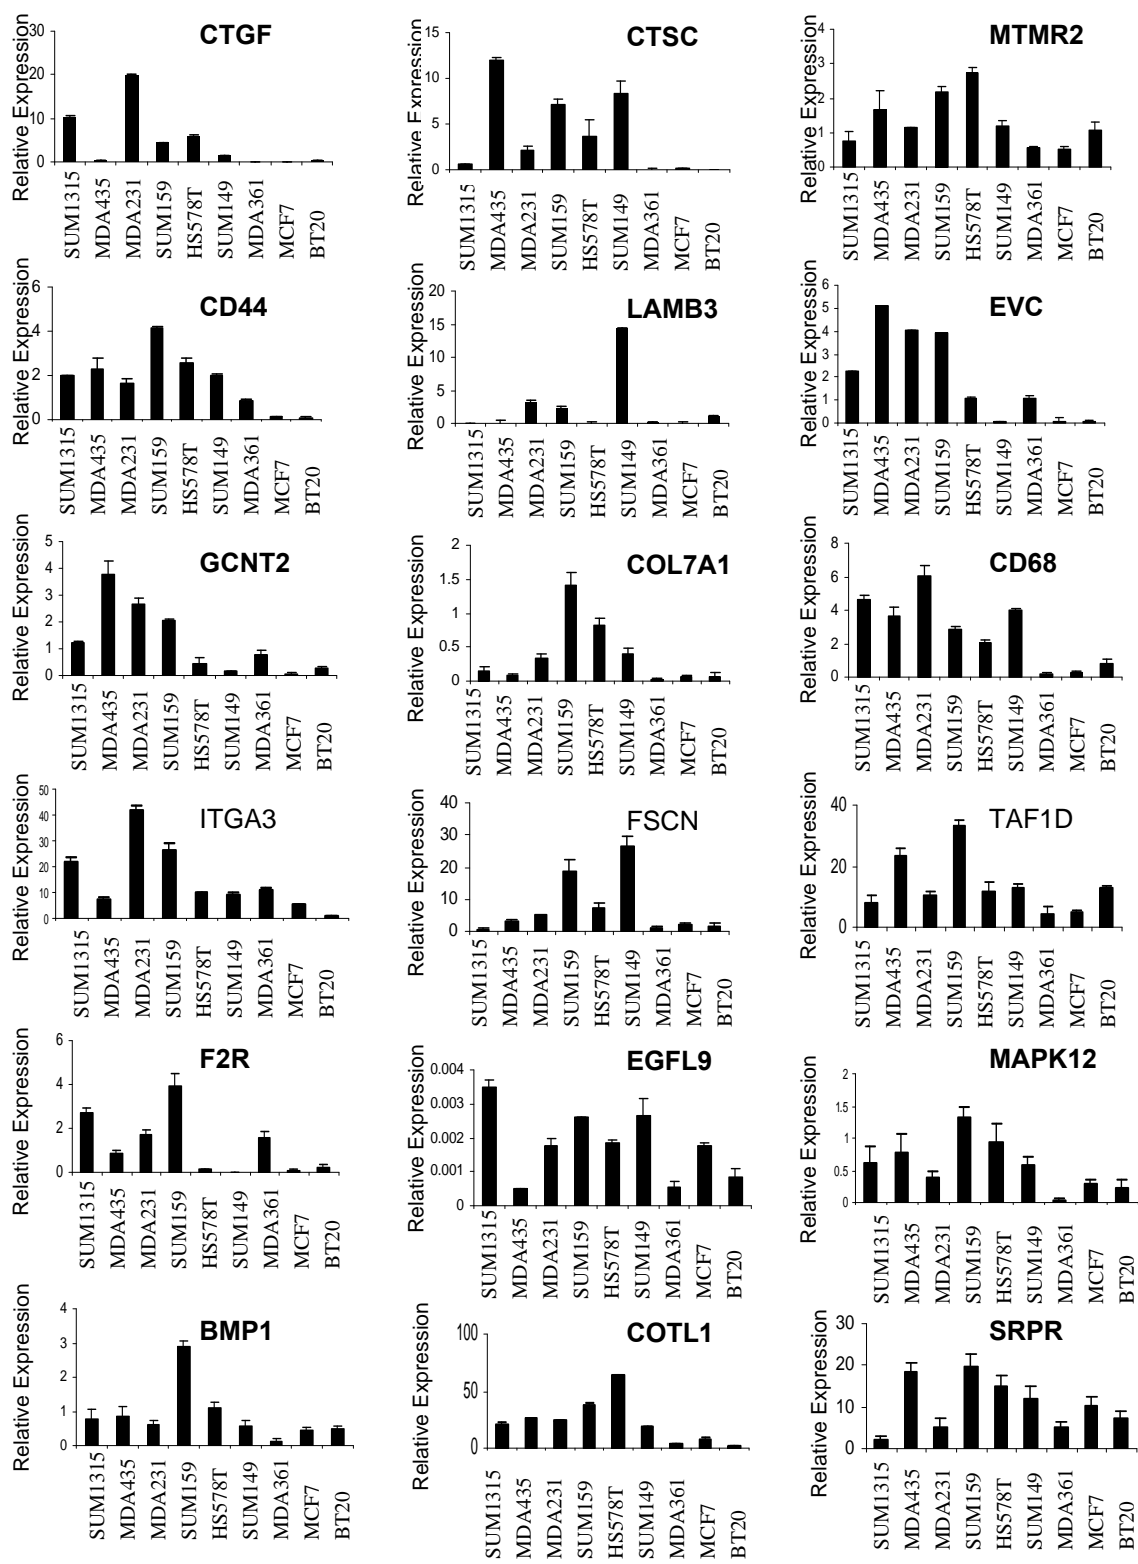 CTGF
Relative Expression
30
20
10
0
SUM1315
MDA435
MDA231
SUM159
HS578T
SUM149
MDA361
MCF7
BT20
CTSC
Relative Expression
15
10
5
0
SUM1315
MDA435
MDA231
SUM159
HS578T
SUM149
MDA361
MCF7
BT20
MTMR2
Relative Expression
4
3
2
1
0
SUM1315
MDA435
MDA231
SUM159
HS578T
SUM149
MDA361
MCF7
BT20
CD44
Relative Expression
6
4
2
0
SUM1315
MDA435
MDA231
SUM159
HS578T
SUM149
MDA361
MCF7
BT20
LAMB3
Relative Expression
20
15
10
5
0
SUM1315
MDA435
MDA231
SUM159
HS578T
SUM149
MDA361
MCF7
BT20
EVC
Relative Expression
6
5
4
3
2
1
0
SUM1315
MDA435
MDA231
SUM159
HS578T
SUM149
MDA361
MCF7
BT20
GCNT2
Relative Expression
5
4
3
2
1
0
SUM1315
MDA435
MDA231
SUM159
HS578T
SUM149
MDA361
MCF7
BT20
COL7A1
Relative Expression
2
1.5
1
0.5
0
SUM1315
MDA435
MDA231
SUM159
HS578T
SUM149
MDA361
MCF7
BT20
CD68
Relative Expression
8
6
4
2
0
SUM1315
MDA435
MDA231
SUM159
HS578T
SUM149
MDA361
MCF7
BT20
ITGA3
Relative Expression
50
40
30
20
10
0
SUM1315
MDA435
MDA231
SUM159
HS578T
SUM149
MDA361
MCF7
BT20
FSCN
Relative Expression
40
30
20
10
0
SUM1315
MDA435
MDA231
SUM159
HS578T
SUM149
MDA361
MCF7
BT20
TAF1D
Relative Expression
40
20
0
SUM1315
MDA435
MDA231
SUM159
HS578T
SUM149
MDA361
MCF7
BT20
F2R
Relative Expression
6
4
2
0
SUM1315
MDA435
MDA231
SUM159
HS578T
SUM149
MDA361
MCF7
BT20
EGFL9
Relative Expression
0.004
0.003
0.002
0.001
0
SUM1315
MDA435
MDA231
SUM159
HS578T
SUM149
MDA361
MCF7
BT20
MAPK12
Relative Expression
2
1.5
1
0.5
0
SUM1315
MDA435
MDA231
SUM159
HS578T
SUM149
MDA361
MCF7
BT20
BMP1
Relative Expression
4
3
2
1
0
SUM1315
MDA435
MDA231
SUM159
HS578T
SUM149
MDA361
MCF7
BT20
COTL1
Relative Expression
100
50
0
SUM1315
MDA435
MDA231
SUM159
HS578T
SUM149
MDA361
MCF7
BT20
SRPR
Relative Expression
30
20
10
0
SUM1315
MDA435
MDA231
SUM159
HS578T
SUM149
MDA361
MCF7
BT20